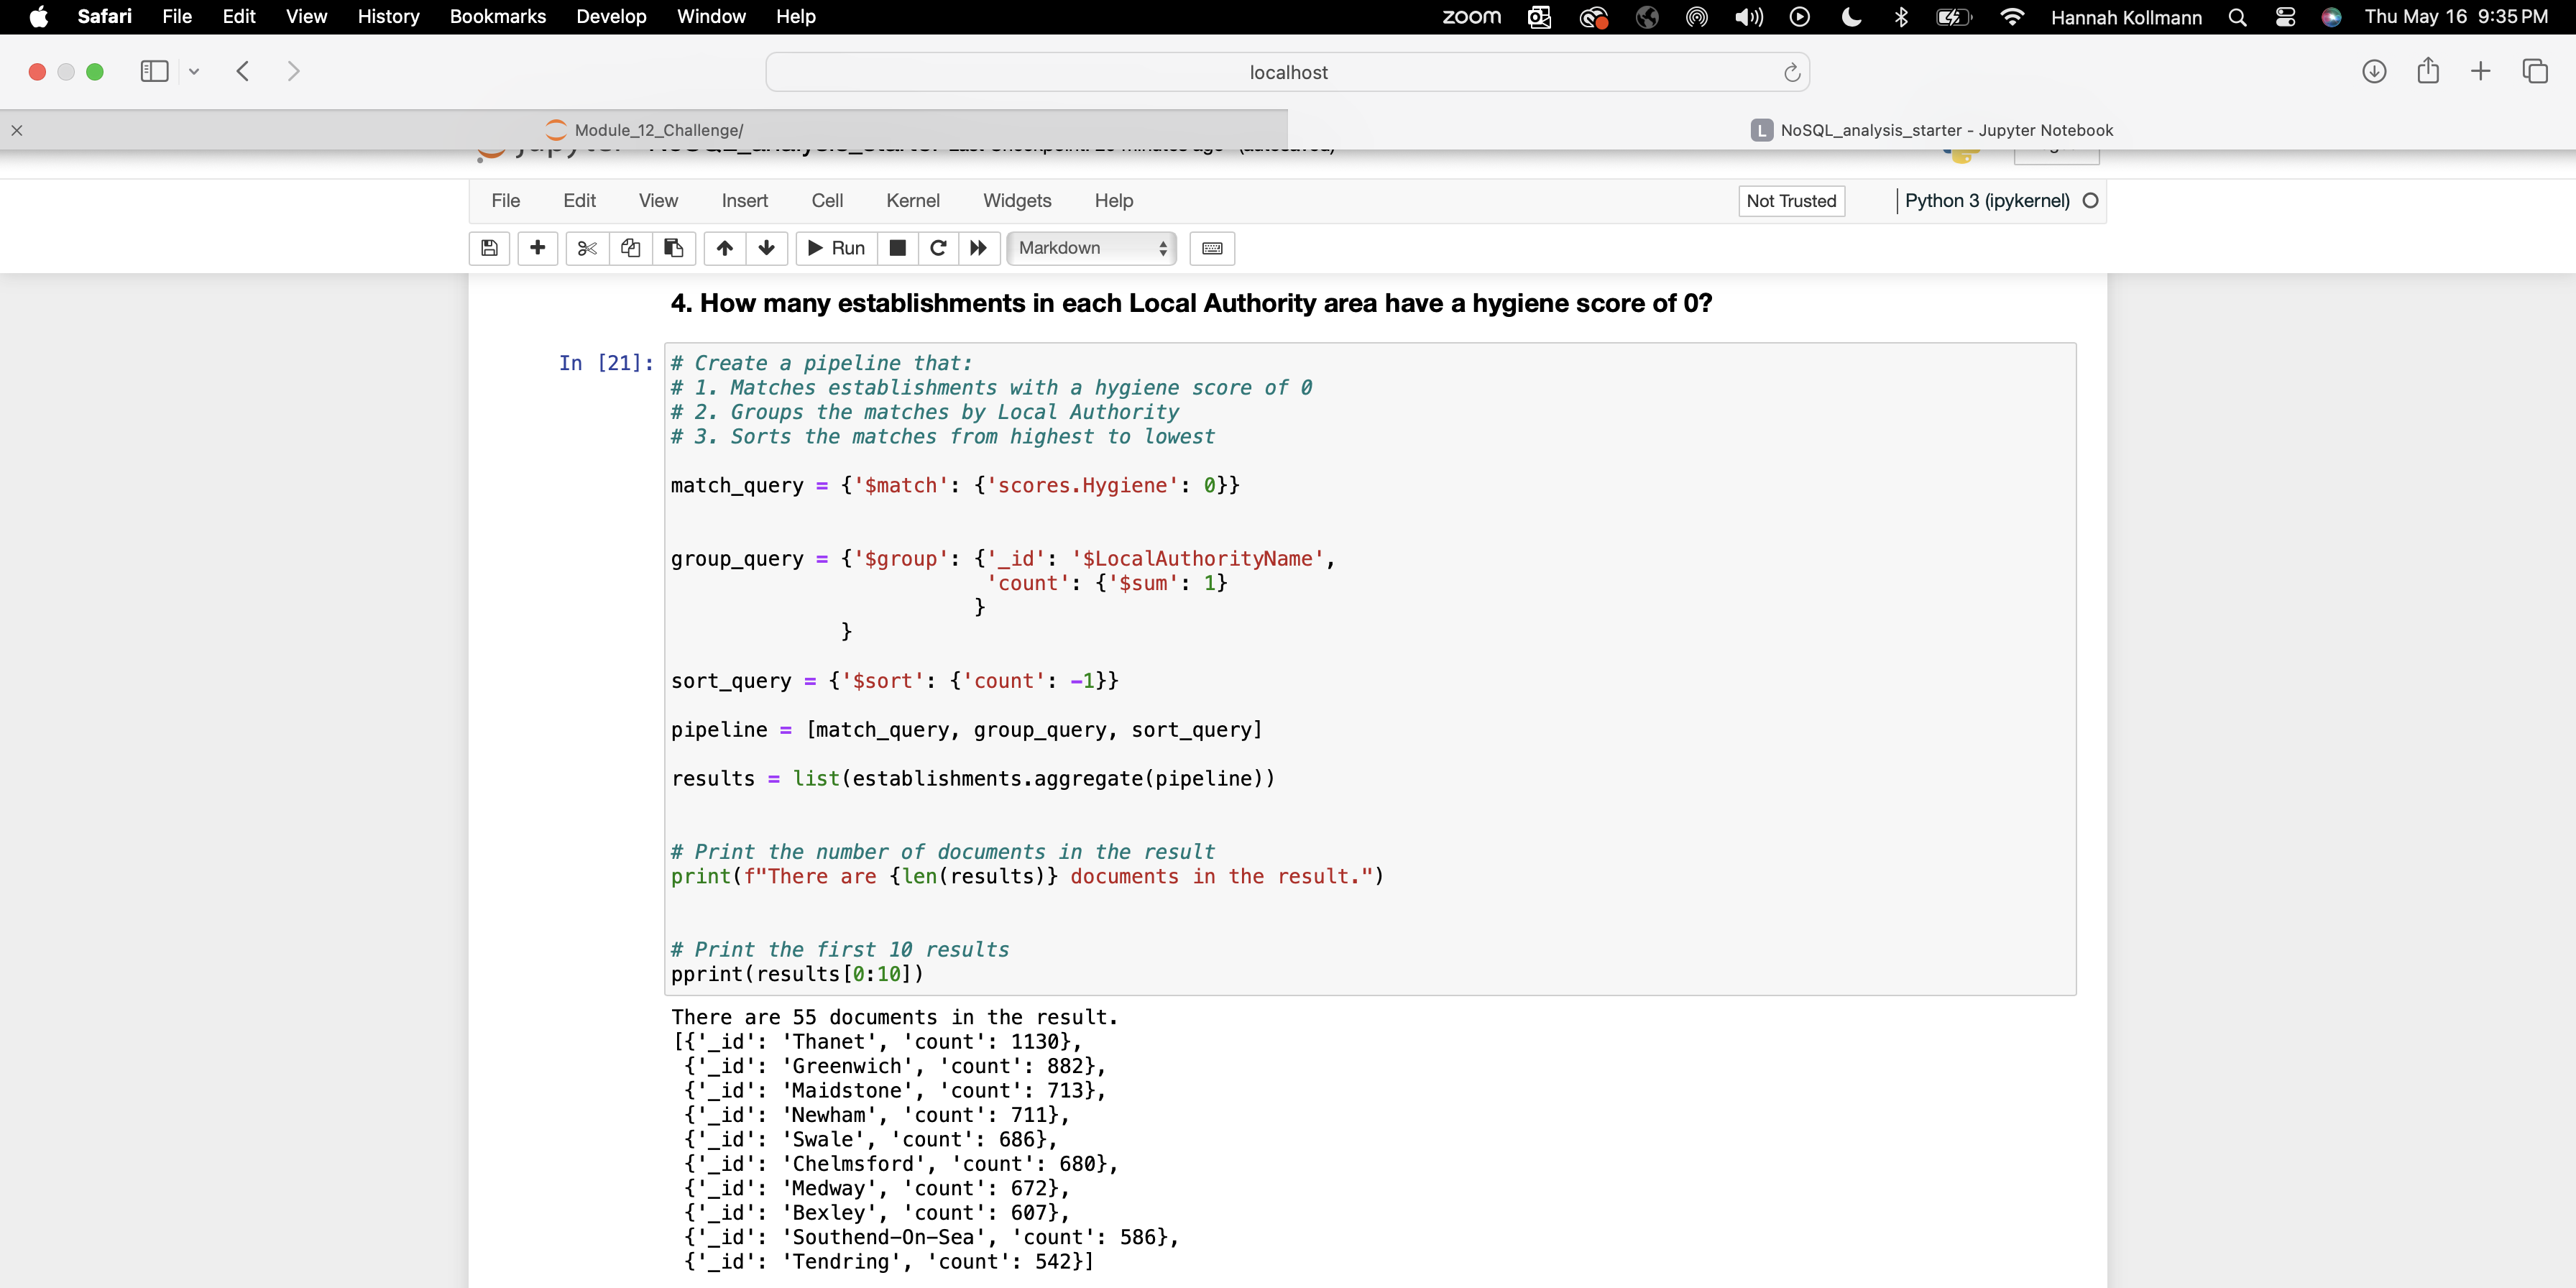 Safari File Edit View History Bookmarks Develop Window Help zoom Hannah Kollmann Thu May 16 9:35 PM
localhost
Module_12_Challenge/ L NoSQL_analysis_starter - Jupyter Notebook
File Edit View Insert Cell Kernel Widgets Help Not Trusted Python 3 (ipykernel)
Run Markdown
4. How many establishments in each Local Authority area have a hygiene score of 0?
In [21]: # Create a pipeline that:
# 1. Matches establishments with a hygiene score of 0
# 2. Groups the matches by Local Authority
# 3. Sorts the matches from highest to lowest
match_query = {'$match': {'scores.Hygiene': 0}}
group_query = {'$group': {'_id': '$LocalAuthorityName',
'count': {'$sum': 1}
}
}
sort_query = {'$sort': {'count': -1}}
pipeline = [match_query, group_query, sort_query]
results = list(establishments.aggregate(pipeline))
# Print the number of documents in the result
print(f"There are {len(results)} documents in the result.")
# Print the first 10 results
pprint(results[0:10])
There are 55 documents in the result.
[{'_id': 'Thanet', 'count': 1130},
{'_id': 'Greenwich', 'count': 882},
{'_id': 'Maidstone', 'count': 713},
{'_id': 'Newham', 'count': 711},
{'_id': 'Swale', 'count': 686},
{'_id': 'Chelmsford', 'count': 680},
{'_id': 'Medway', 'count': 672},
{'_id': 'Bexley', 'count': 607},
{'_id': 'Southend-On-Sea', 'count': 586},
{'_id': 'Tendring', 'count': 542}]